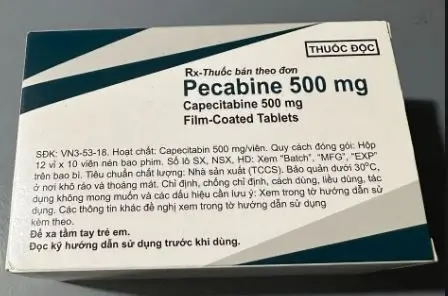 THUỐC ĐỘC
Rx-Thuốc bán theo đơn
Pecabine 500 mg
Capecitabine 500 mg
Film-Coated Tablets
SĐK: VN3-53-18. Hoạt chất: Capecitabin 500 mg/viên. Quy cách đóng gói: Hộp
12 vỉ x 10 viên nén bao phim. Số lô SX, NSX, HD: Xem "Batch", "MFG", "EXP"
trên bao bì. Tiêu chuẩn chất lượng: Nhà sản xuất (TCCS). Bảo quản dưới 30°C,
ở nơi khô ráo và thoáng mát. Chỉ định, chống chỉ định, cách dùng, liều dùng, tác
dụng không mong muốn và các dấu hiệu cần lưu ý: Xem trong tờ hướng dẫn sử
dụng. Các thông tin khác đề nghị xem trong tờ hướng dẫn sử dụng
kèm theo.
Để xa tầm tay trẻ em.
Đọc kỹ hướng dẫn sử dụng trước khi dùng.